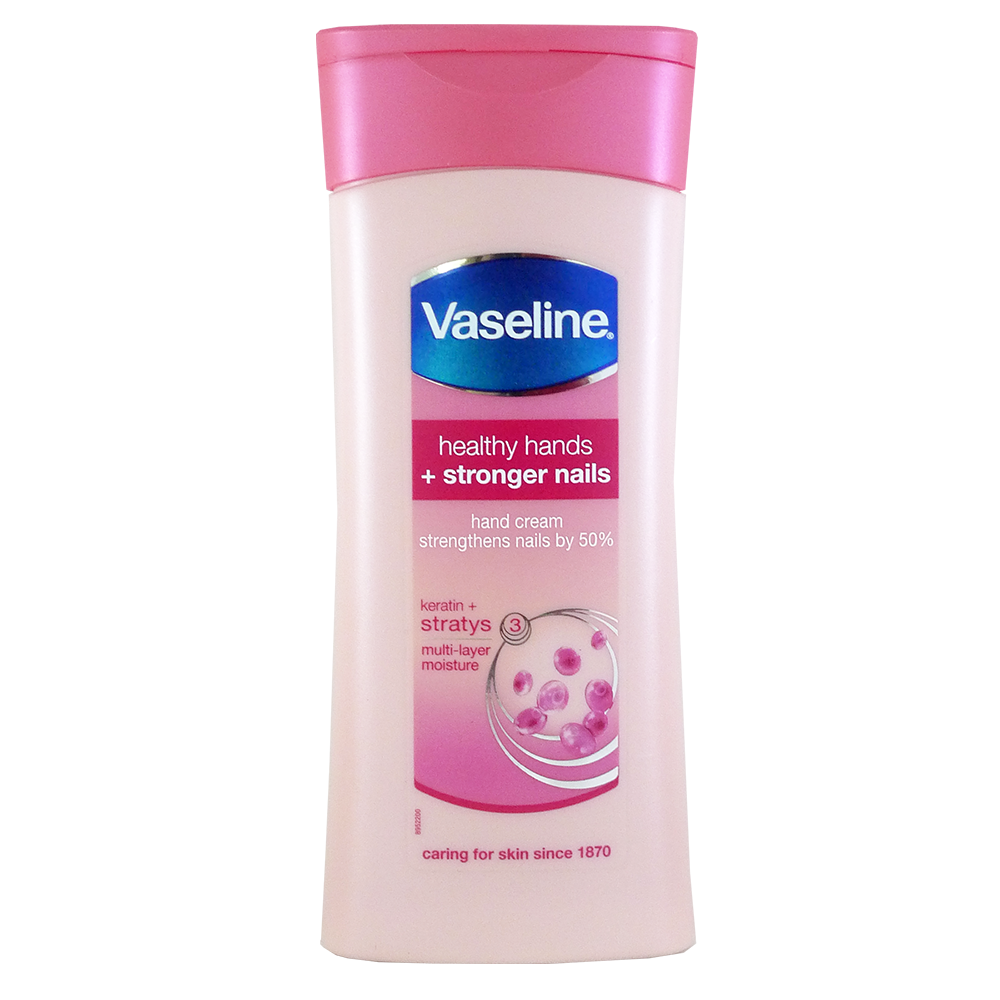 Vaseline®
healthy hands
+ stronger nails
hand cream
strengthens nails by 50%
keratin +
stratys 3
multi-layer
moisture
8952200
caring for skin since 1870